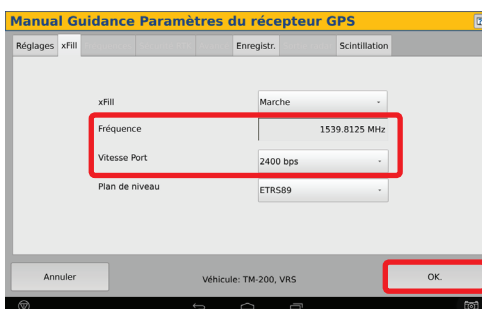 Manual Guidance Paramètres du récepteur GPS
Réglages xFill Enregistr. Scintillation
xFill Marche
Fréquence 1539.8125 MHz
Vitesse Port 2400 bps
Plan de niveau ETRS89
Annuler Véhicule: TM-200, VRS OK.